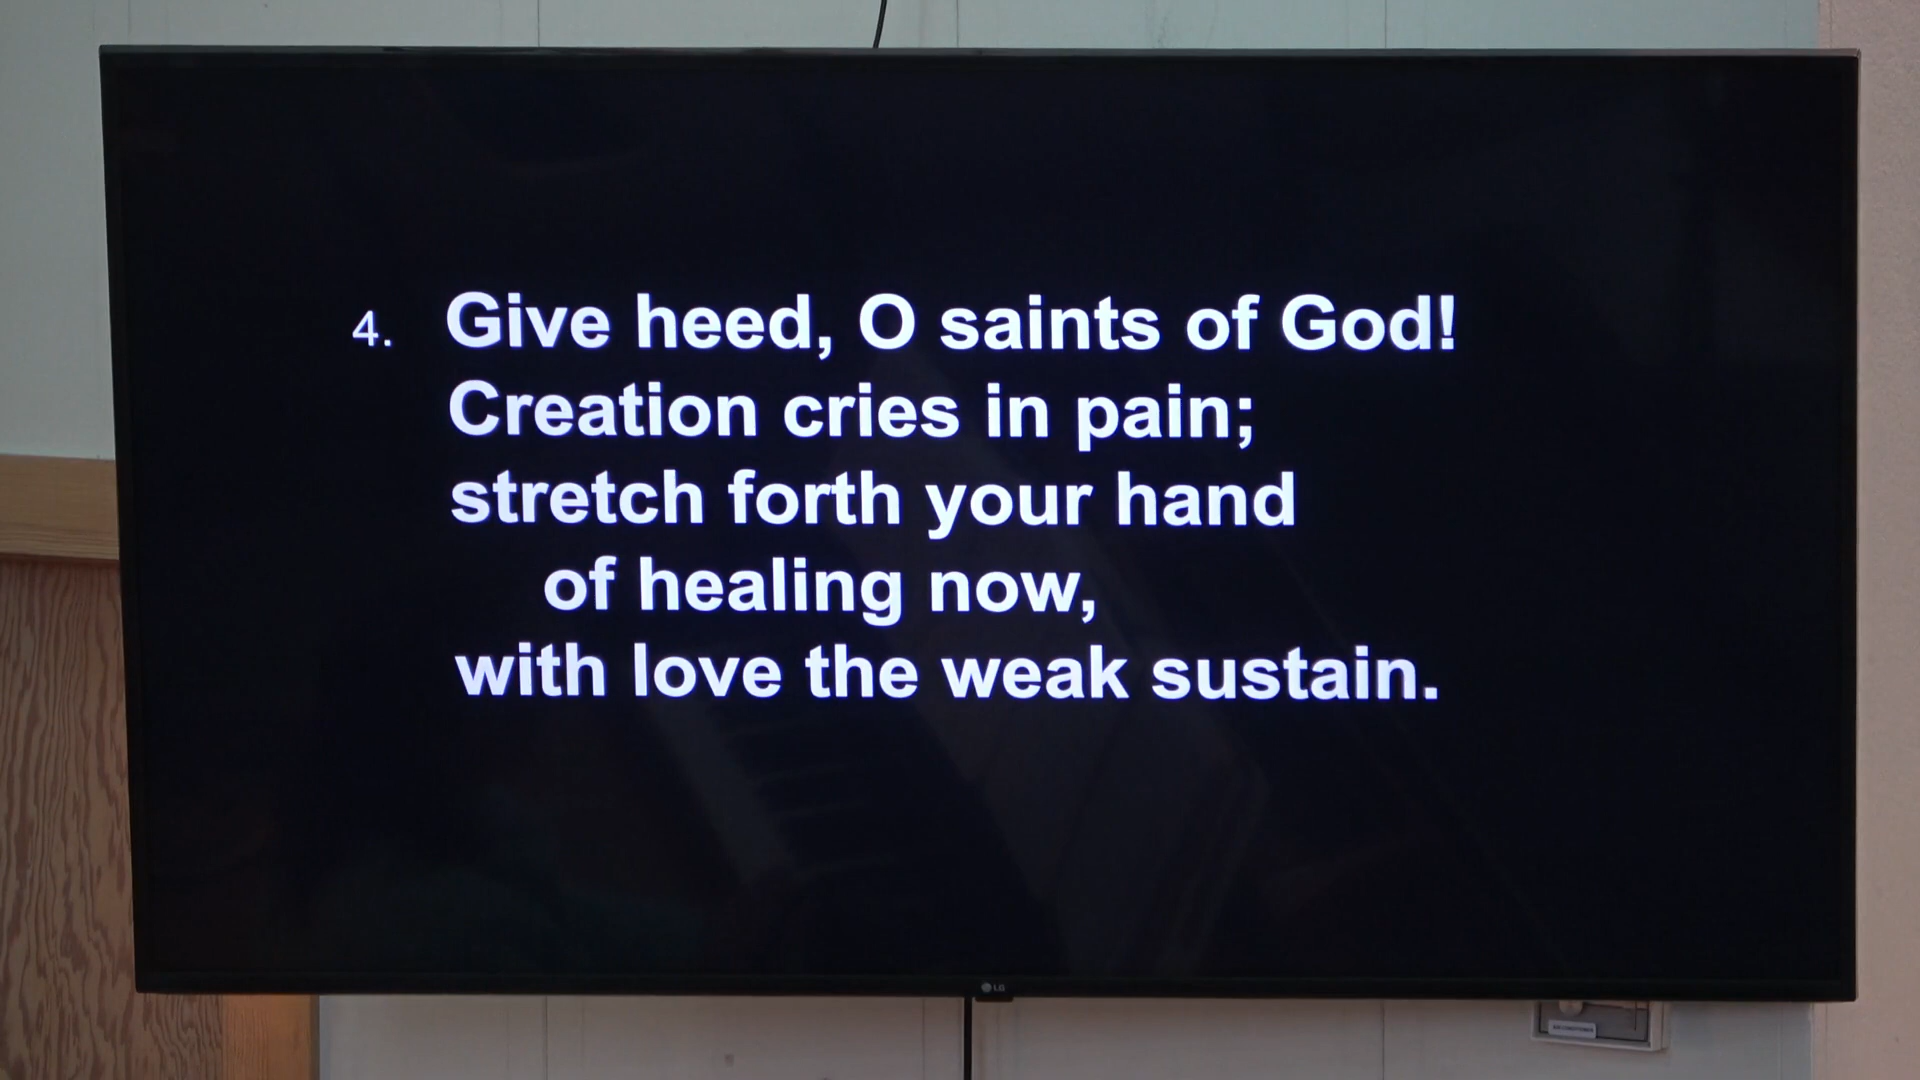 4. Give heed, O saints of God!
Creation cries in pain;
stretch forth your hand
of healing now,
with love the weak sustain.
LG